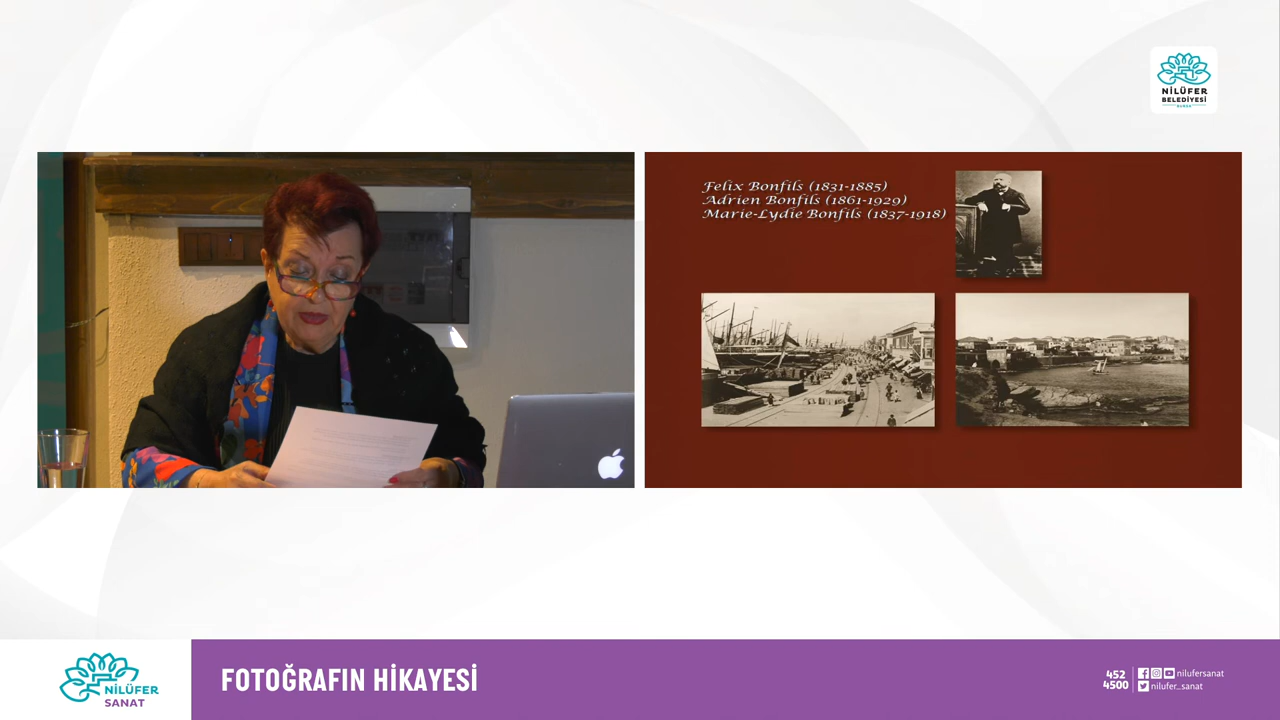 NİLÜFER
BELEDİYESİ
BURSA
Felix Bonfils (1831-1885)
Adrien Bonfils (1861-1929)
Marie-Lydie Bonfils (1837-1918)
NİLÜFER
SANAT
FOTOĞRAFIN HİKAYESİ
452
4500
nilufersanat
nilufer_sanat